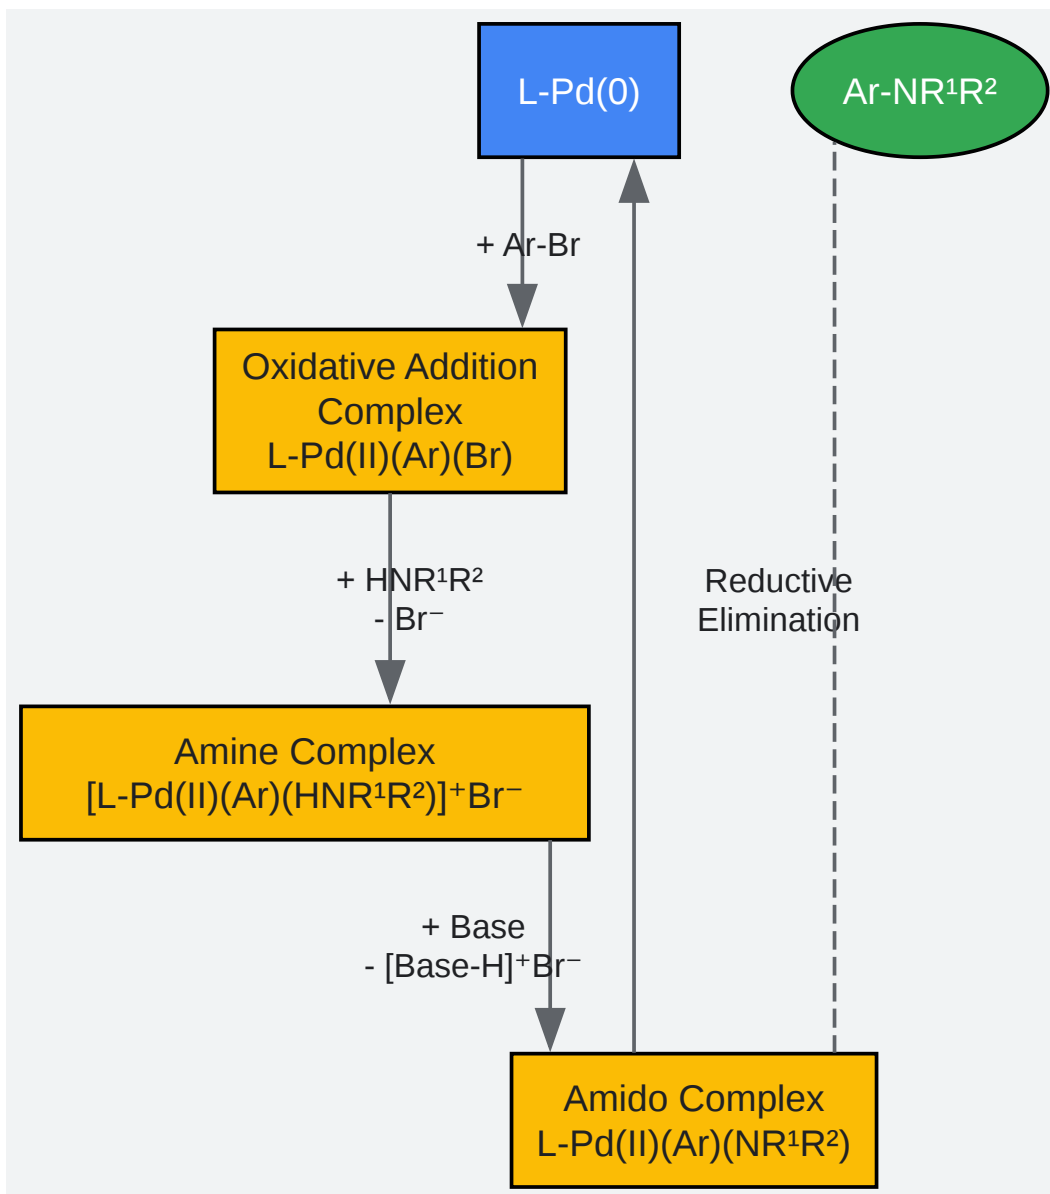 L-Pd(0)
Ar-NR¹R²
+ Ar-Br
Oxidative Addition
Complex
L-Pd(II)(Ar)(Br)
+ HNR¹R²
- Br⁻
Reductive
Elimination
Amine Complex
[L-Pd(II)(Ar)(HNR¹R²)]⁺Br⁻
+ Base
- [Base-H]⁺Br⁻
Amido Complex
L-Pd(II)(Ar)(NR¹R²)